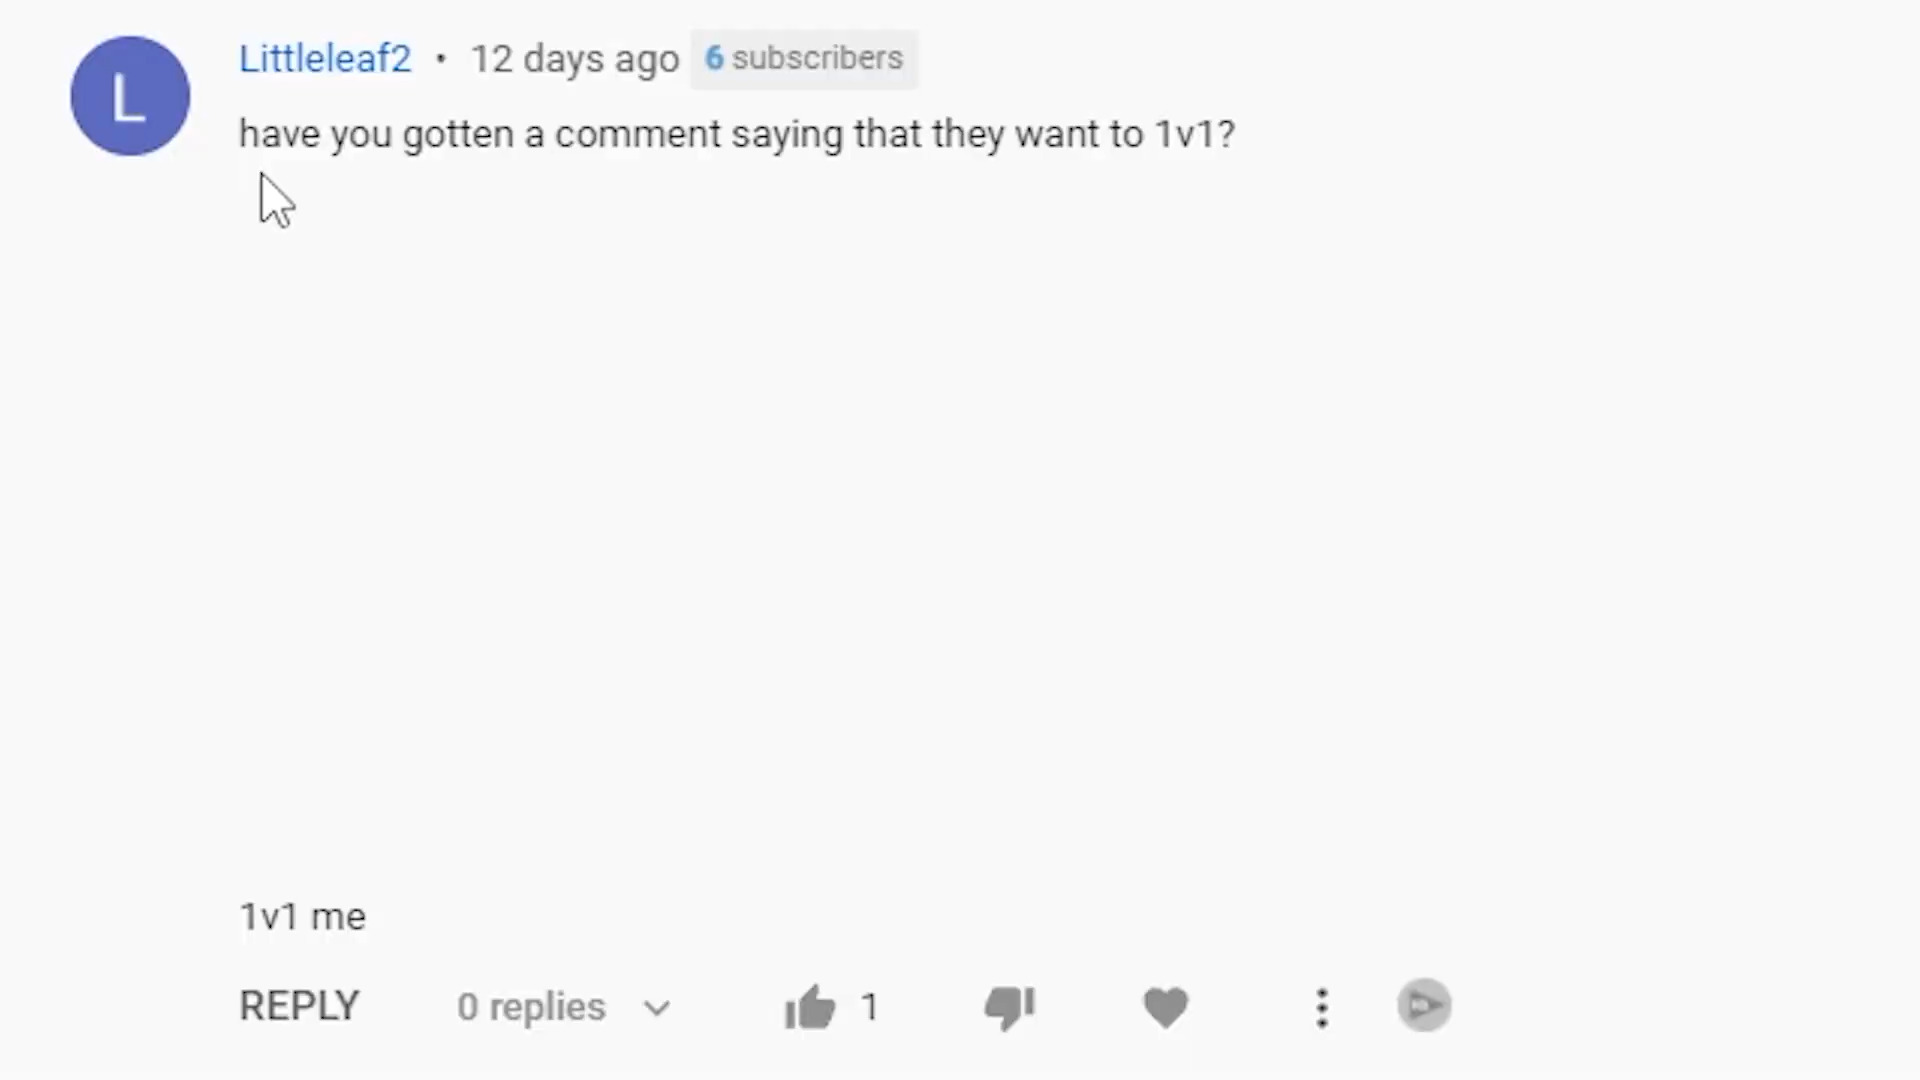 L
Littleleaf2 • 12 days ago 6 subscribers
have you gotten a comment saying that they want to 1v1?
1v1 me
REPLY 0 replies 1